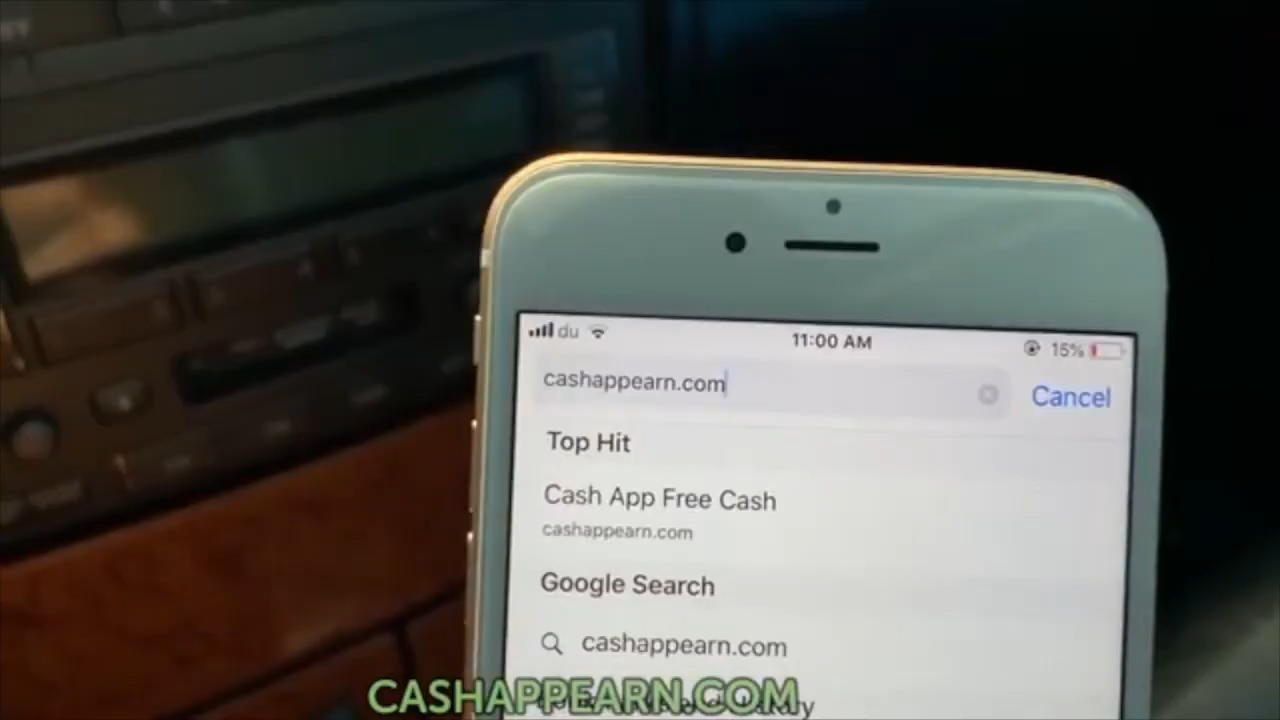 du 11:00 AM 15%
cashappearn.com Cancel
Top Hit
Cash App Free Cash
cashappearn.com
Google Search
cashappearn.com
CASHAPPEARN.COM